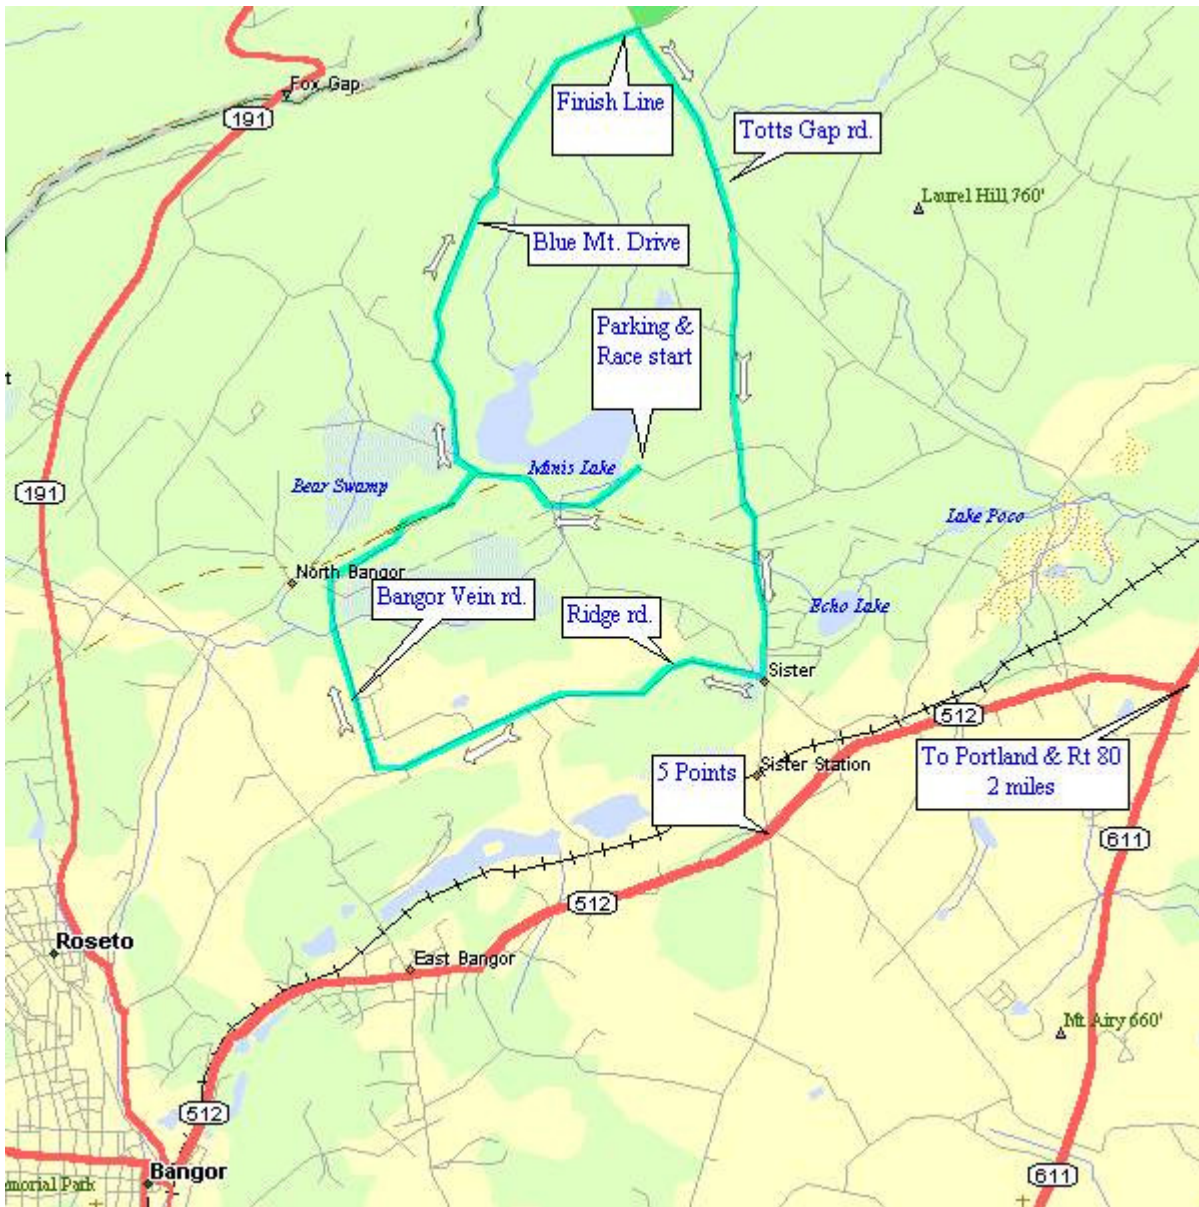 Fox Gap
191
Finish Line
Totts Gap rd.
Laurel Hill, 760'
Blue Mt. Drive
Parking &
Race start
t
Minis Lake
Bear Swamp
191
Lake Poco
North Bangor
Bangor Vein rd.
Ridge rd.
Echo Lake
Sister
512
5 Points
Sister Station
To Portland & Rt 80
2 miles
611
512
Roseto
East Bangor
Mt. Airy 660'
512
Bangor
611
morial Park